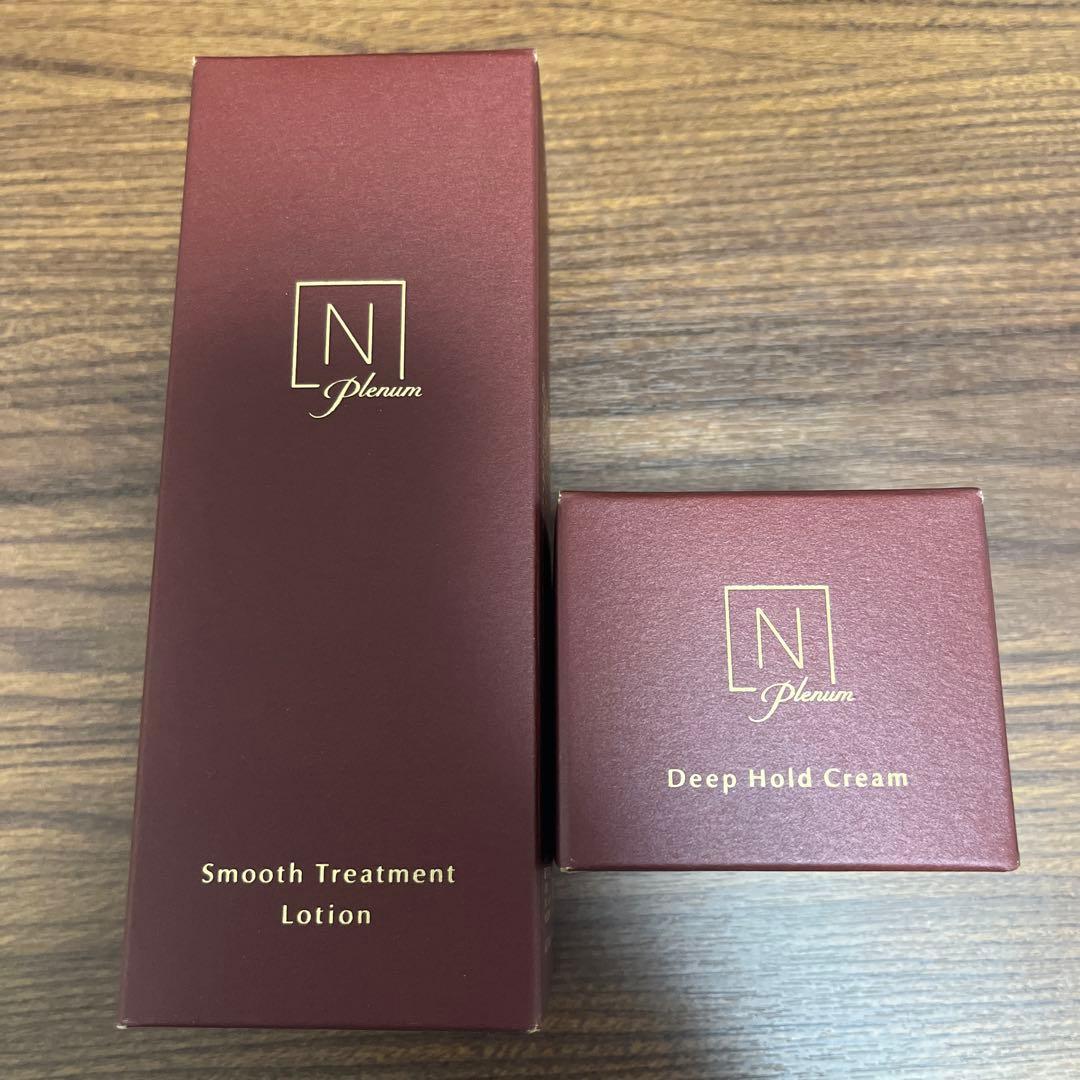 N
Plenum
Smooth Treatment
Lotion
N
Plenum
Deep Hold Cream